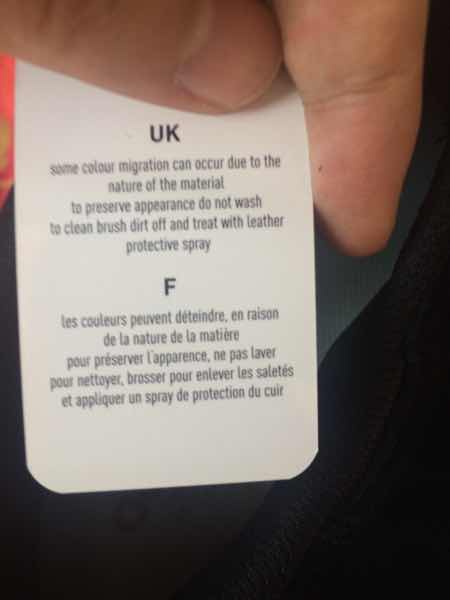 UK
some colour migration can occur due to the
nature of the material
to preserve appearance do not wash
to clean brush dirt off and treat with leather
protective spray
F
les couleurs peuvent déteindre, en raison
de la nature de la matière
pour préserver l'apparence, ne pas laver
pour nettoyer, brosser pour enlever les saletés
et appliquer un spray de protection du cuir